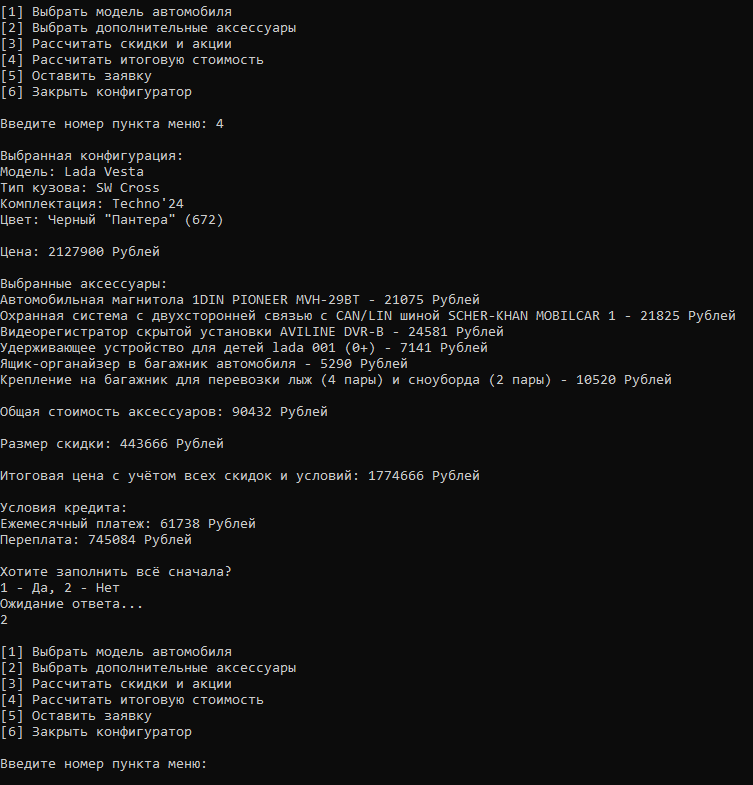 [1] Выбрать модель автомобиля
[2] Выбрать дополнительные аксессуары
[3] Рассчитать скидки и акции
[4] Рассчитать итоговую стоимость
[5] Оставить заявку
[6] Закрыть конфигуратор
Введите номер пункта меню: 4
Выбранная конфигурация:
Модель: Lada Vesta
Тип кузова: SW Cross
Комплектация: Techno'24
Цвет: Черный "Пантера" (672)
Цена: 2127900 Рублей
Выбранные аксессуары:
Автомобильная магнитола 1DIN PIONEER MVH-29BT - 21075 Рублей
Охранная система с двухсторонней связью с CAN/LIN шиной SCHER-KHAN MOBILCAR 1 - 21825 Рублей
Видеорегистратор скрытой установки AVILINE DVR-B - 24581 Рублей
Удерживающее устройство для детей lada 001 (0+) - 7141 Рублей
Ящик-органайзер в багажник автомобиля - 5290 Рублей
Крепление на багажник для перевозки лыж (4 пары) и сноуборда (2 пары) - 10520 Рублей
Общая стоимость аксессуаров: 90432 Рублей
Размер скидки: 443666 Рублей
Итоговая цена с учётом всех скидок и условий: 1774666 Рублей
Условия кредита:
Ежемесячный платеж: 61738 Рублей
Переплата: 745084 Рублей
Хотите заполнить всё сначала?
1 - Да, 2 - Нет
Ожидание ответа...
2
[1] Выбрать модель автомобиля
[2] Выбрать дополнительные аксессуары
[3] Рассчитать скидки и акции
[4] Рассчитать итоговую стоимость
[5] Оставить заявку
[6] Закрыть конфигуратор
Введите номер пункта меню: